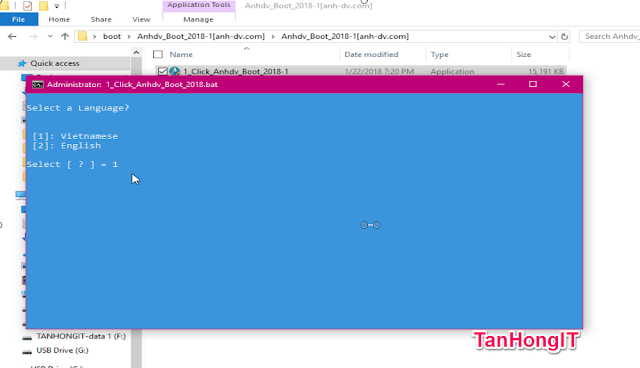 Application Tools
Anhdv_Boot_2018-1[anh-dv.com]
File
Home
Share
View
Manage
boot
Anhdv_Boot_2018-1[anh-dv.com]
Anhdv_Boot_2018-1[anh-dv.com]
Search Anhdv_
Quick access
Name
Date modified
Type
Size
1_Click_Anhdv_Boot_2018-1
1/22/2018 7:20 PM
Application
15,191 KB
Administrator: 1_Click_Anhdv_Boot_2018.bat
Select a Language?
[1]: Vietnamese
[2]: English
Select [ ? ] = 1
TANHONGIT-data 1 (F:)
USB Drive (G:)
USB Drive (G:)
TanHongIT